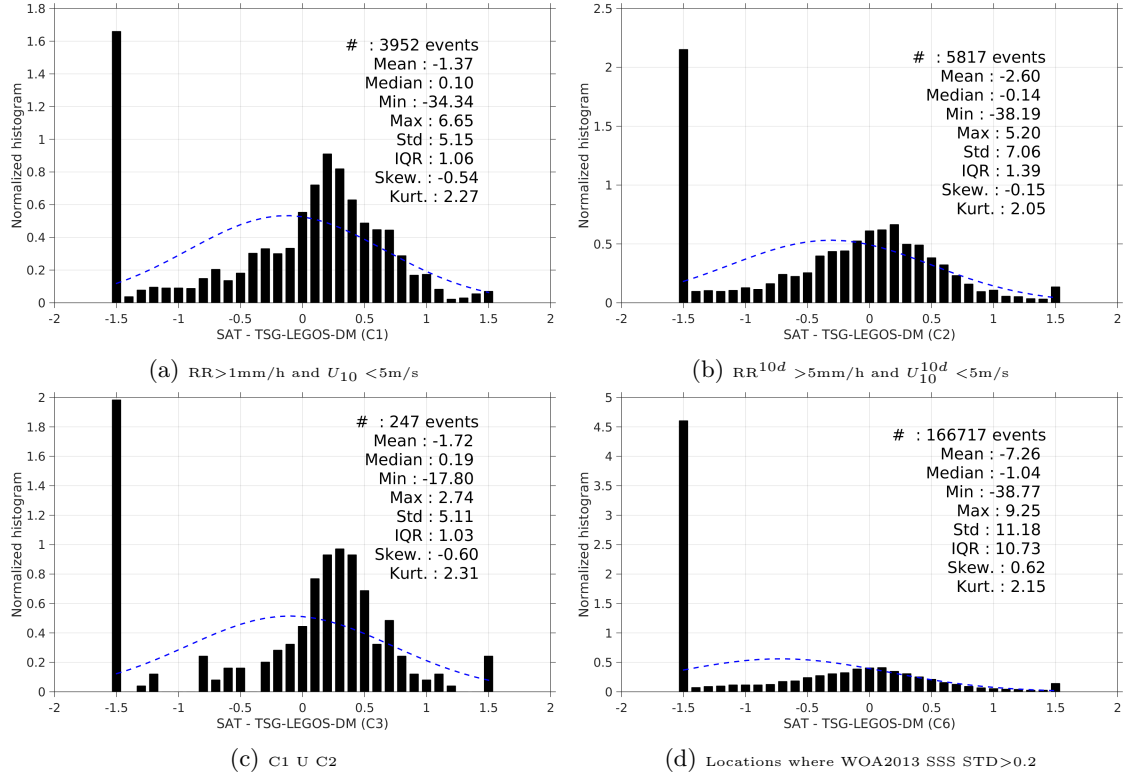 Normalized histogram
1.8
1.6
1.4
1.2
1
0.8
0.6
0.4
0.2
0
# : 3952 events
Mean : -1.37
Median : 0.10
Min : -34.34
Max : 6.65
Std : 5.15
IQR : 1.06
Skew. : -0.54
Kurt. : 2.27
-2 -1.5 -1 -0.5 0 0.5 1 1.5 2
SAT - TSG-LEGOS-DM (C1)
(a) RR>1mm/h and U10 <5m/s
Normalized histogram
2.5
2
1.5
1
0.5
0
# : 5817 events
Mean : -2.60
Median : -0.14
Min : -38.19
Max : 5.20
Std : 7.06
IQR : 1.39
Skew. : -0.15
Kurt. : 2.05
-2 -1.5 -1 -0.5 0 0.5 1 1.5 2
SAT - TSG-LEGOS-DM (C2)
(b) RR10d >5mm/h and U10d10 <5m/s
Normalized histogram
2
1.8
1.6
1.4
1.2
1
0.8
0.6
0.4
0.2
0
# : 247 events
Mean : -1.72
Median : 0.19
Min : -17.80
Max : 2.74
Std : 5.11
IQR : 1.03
Skew. : -0.60
Kurt. : 2.31
-2 -1.5 -1 -0.5 0 0.5 1 1.5 2
SAT - TSG-LEGOS-DM (C3)
(c) C1 U C2
Normalized histogram
5
4.5
4
3.5
3
2.5
2
1.5
1
0.5
0
# : 166717 events
Mean : -7.26
Median : -1.04
Min : -38.77
Max : 9.25
Std : 11.18
IQR : 10.73
Skew. : 0.62
Kurt. : 2.15
-2 -1.5 -1 -0.5 0 0.5 1 1.5 2
SAT - TSG-LEGOS-DM (C6)
(d) Locations where WOA2013 SSS STD>0.2